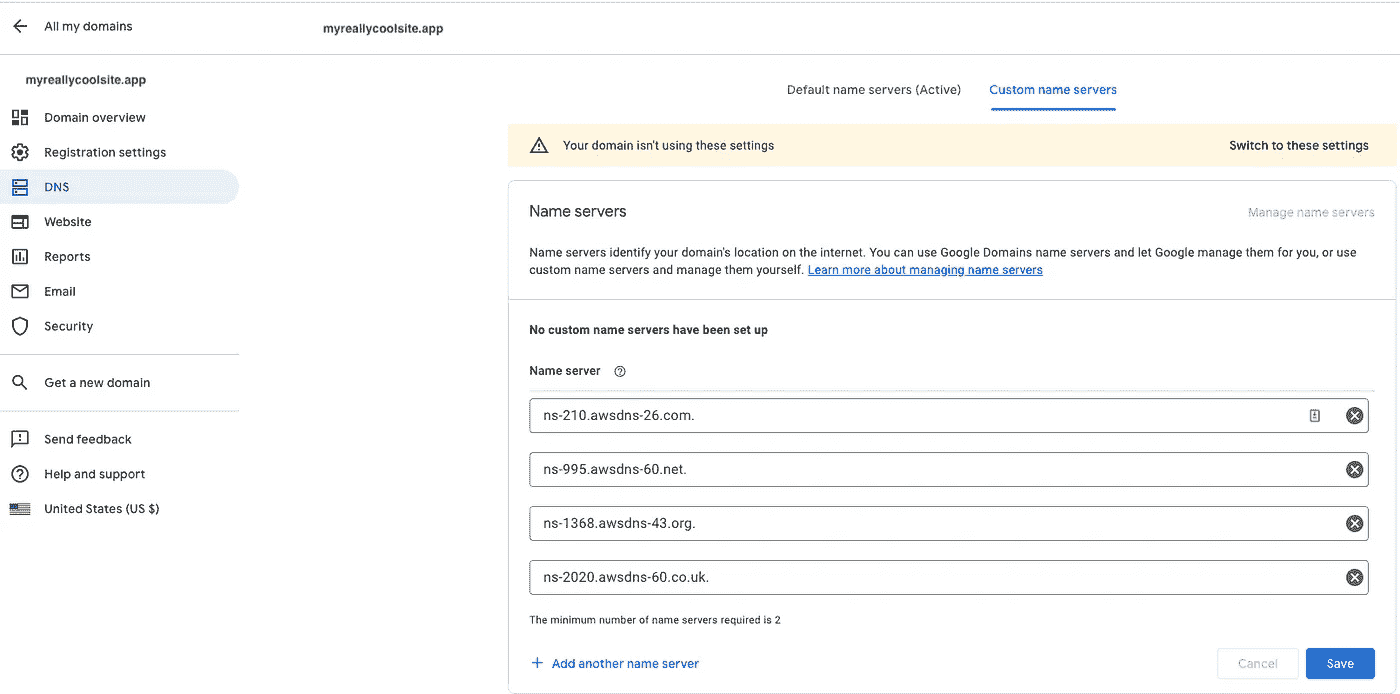 All my domains
myreallycoolsite.app
myreallycoolsite.app
Domain overview
Registration settings
DNS
Website
Reports
Email
Security
Get a new domain
Send feedback
Help and support
United States (US $)
Default name servers (Active)
Custom name servers
Your domain isn't using these settings
Switch to these settings
Name servers
Manage name servers
Name servers identify your domain's location on the internet. You can use Google Domains name servers and let Google manage them for you, or use
custom name servers and manage them yourself. Learn more about managing name servers
No custom name servers have been set up
Name server
ns-210.awsdns-26.com.
ns-995.awsdns-60.net.
ns-1368.awsdns-43.org.
ns-2020.awsdns-60.co.uk.
The minimum number of name servers required is 2
Add another name server
Cancel
Save